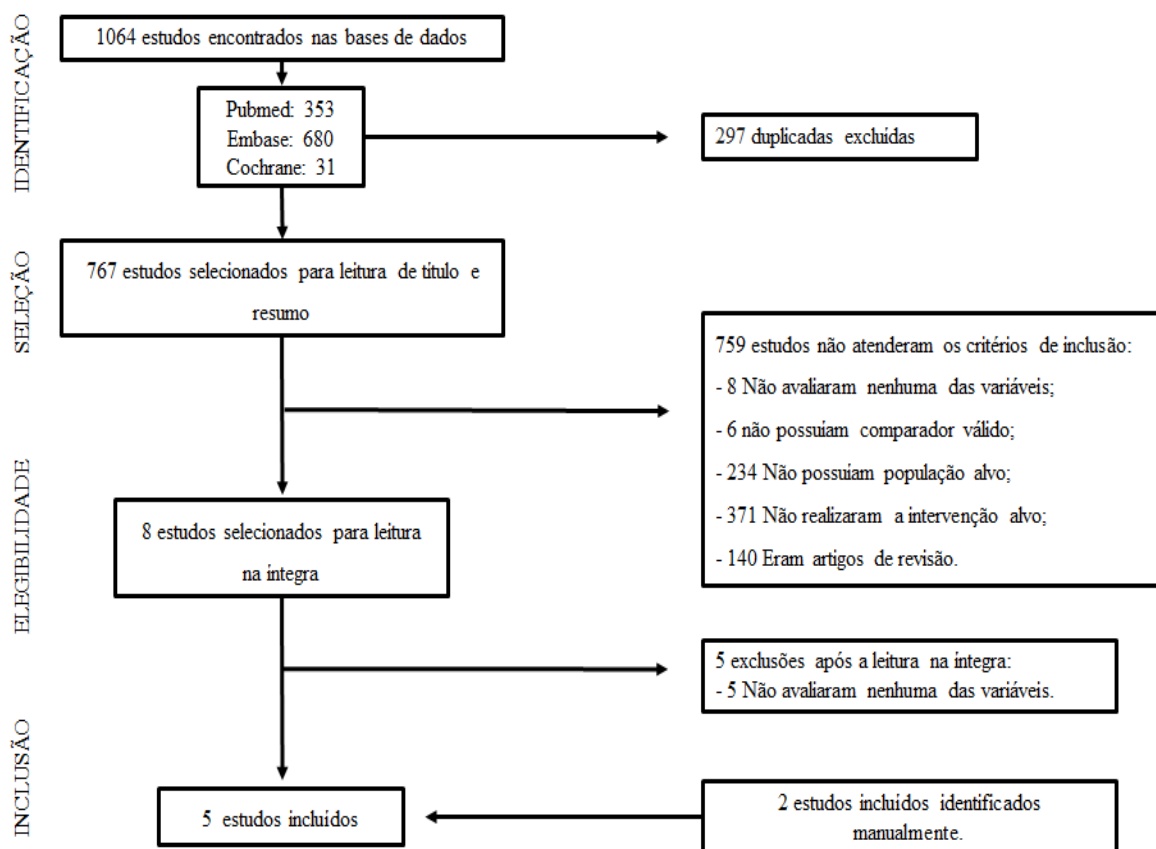 IDENTIFICAÇÃO
1064 estudos encontrados nas bases de dados
Pubmed: 353
Embase: 680
Cochrane: 31
297 duplicadas excluídas
SELEÇÃO
767 estudos selecionados para leitura de título e
resumo
759 estudos não atenderam os critérios de inclusão:
- 8 Não avaliaram nenhuma das variáveis;
- 6 não possuíam comparador válido;
- 234 Não possuíam população alvo;
- 371 Não realizaram a intervenção alvo;
- 140 Eram artigos de revisão.
ELEGIBILIDADE
8 estudos selecionados para leitura
na íntegra
5 exclusões após a leitura na íntegra:
- 5 Não avaliaram nenhuma das variáveis.
INCLUSÃO
5 estudos incluídos
2 estudos incluídos identificados
manualmente.